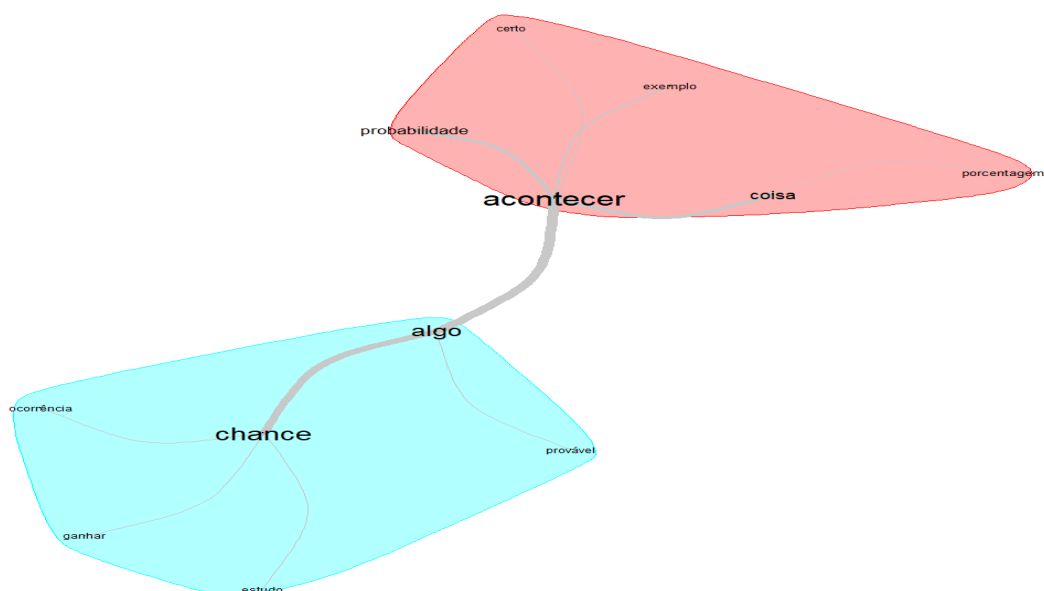 certo
exemplo
probabilidade
porcentagem
acontecer
coisa
algo
ocorrência
chance
provável
ganhar
estudo